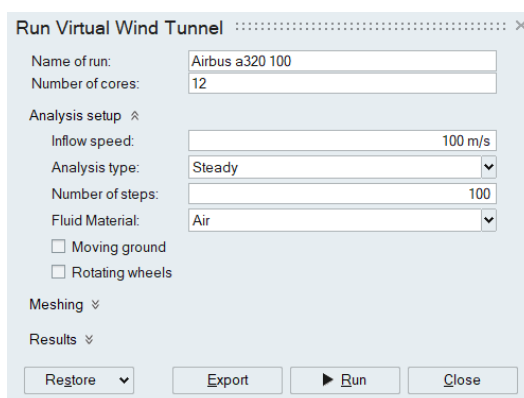 Run Virtual Wind Tunnel
Name of run: Airbus a320 100
Number of cores: 12
Analysis setup
Inflow speed: 100 m/s
Analysis type: Steady
Number of steps: 100
Fluid Material: Air
Moving ground
Rotating wheels
Meshing
Results
Restore Export Run Close